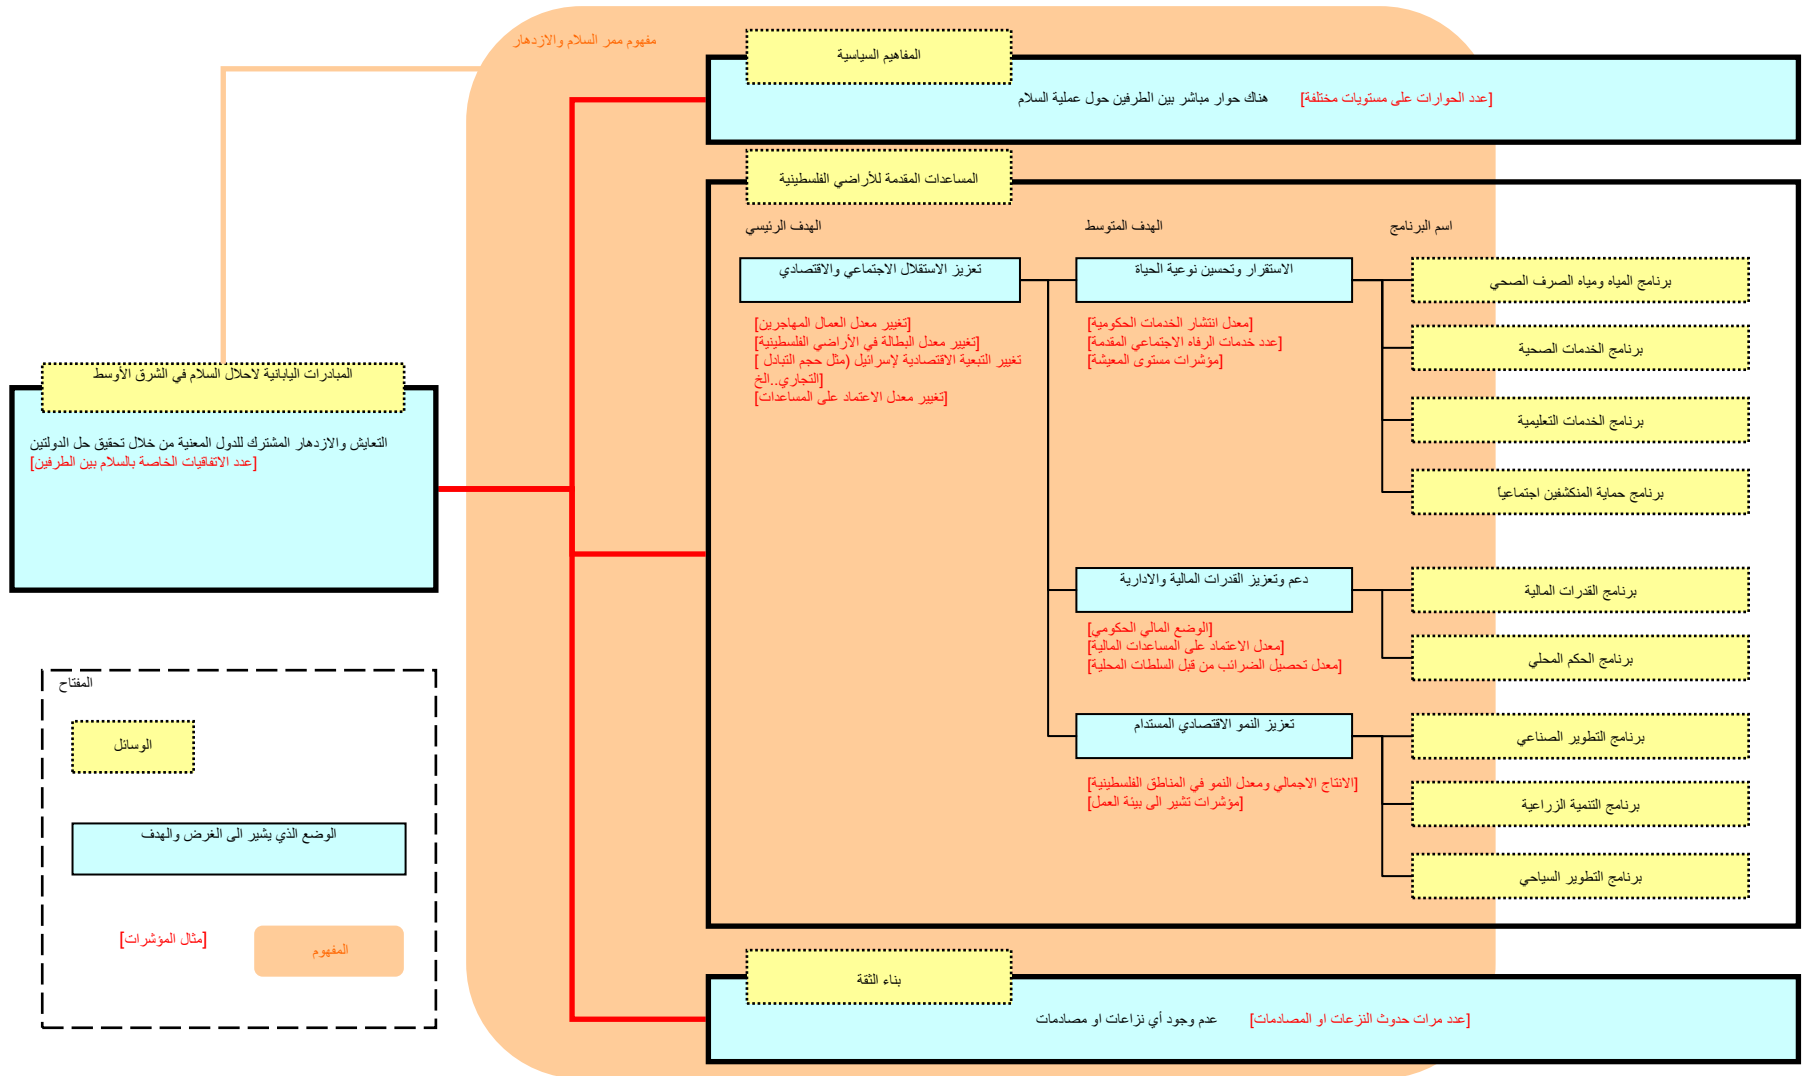 مفهوم ممر السلام والازدهار
المفاهيم السياسية
هناك حوار مباشر بين الطرفين حول عملية السلام
[عدد الحوارات على مستويات مختلفة]
المساعدات المقدمة للأراضي الفلسطينية
اسم البرنامج
الهدف المتوسط
الهدف الرئيسي
تعزيز الاستقلال الاجتماعي والاقتصادي
[تغيير معدل العمال المهاجرين]
[تغيير معدل البطالة في الأراضي الفلسطينية]
تغيير التبعية الاقتصادية لإسرائيل (مثل حجم التبادل ]
[التجاري..الخ
[تغيير معدل الاعتماد على المساعدات]
الاستقرار وتحسين نوعية الحياة
[معدل انتشار الخدمات الحكومية]
[عدد خدمات الرفاه الاجتماعي المقدمة]
[مؤشرات مستوى المعيشة]
برنامج المياه ومياه الصرف الصحي
برنامج الخدمات الصحية
برنامج الخدمات التعليمية
برنامج حماية المنكشفين اجتماعياً
دعم وتعزيز القدرات المالية والادارية
[الوضع المالي الحكومي]
[معدل الاعتماد على المساعدات المالية]
[معدل تحصيل الضرائب من قبل السلطات المحلية]
برنامج القدرات المالية
برنامج الحكم المحلي
تعزيز النمو الاقتصادي المستدام
[الانتاج الاجمالي ومعدل النمو في المناطق الفلسطينية]
[مؤشرات تشير الى بيئة العمل]
برنامج التطوير الصناعي
برنامج التنمية الزراعية
برنامج التطوير السياحي
بناء الثقة
عدم وجود أي نزاعات او مصادمات
[عدد مرات حدوث النزعات او المصادمات]
المبادرات اليابانية لاحلال السلام في الشرق الأوسط
التعايش والازدهار المشترك للدول المعنية من خلال تحقيق حل الدولتين
[عدد الاتفاقيات الخاصة بالسلام بين الطرفين]
المفتاح
الوسائل
الوضع الذي يشير الى الغرض والهدف
[مثال المؤشرات]
المفهوم